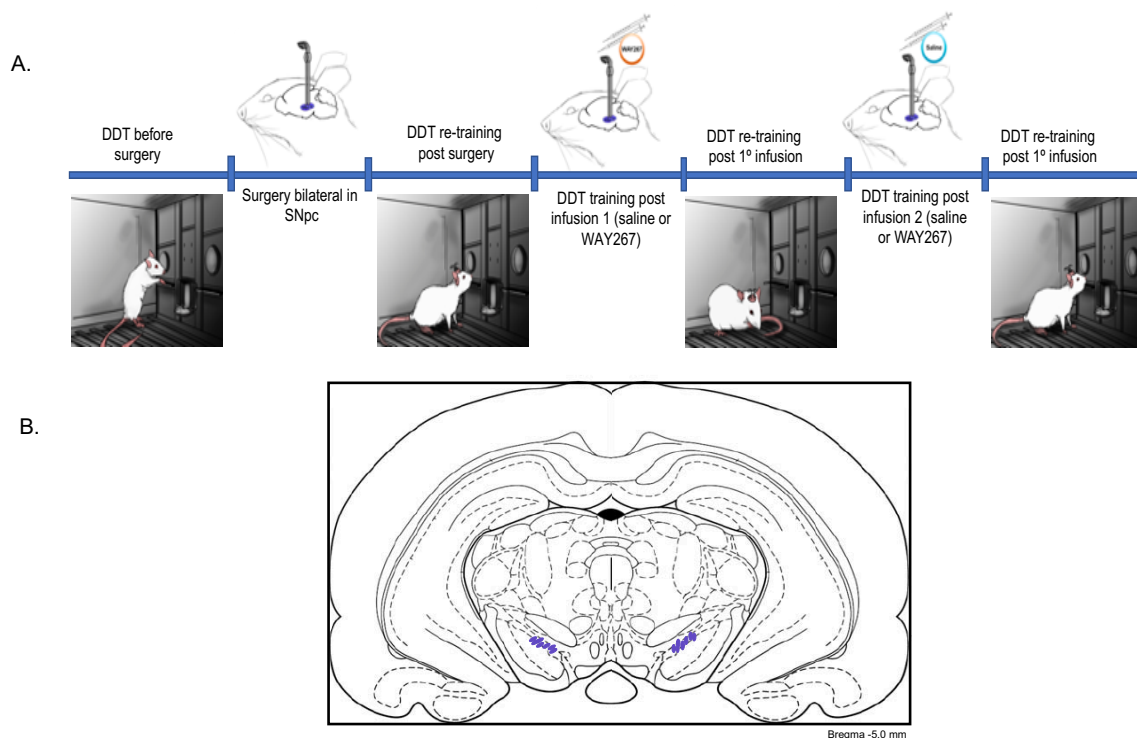 A.
WAY267
Saline
DDT before
surgery
DDT re-training
post surgery
DDT re-training
post 1º infusion
DDT re-training
post 1º infusion
Surgery bilateral in
SNpc
DDT training post
infusion 1 (saline or
WAY267)
DDT training post
infusion 2 (saline
or WAY267)
B.
Bregma -5.0 mm